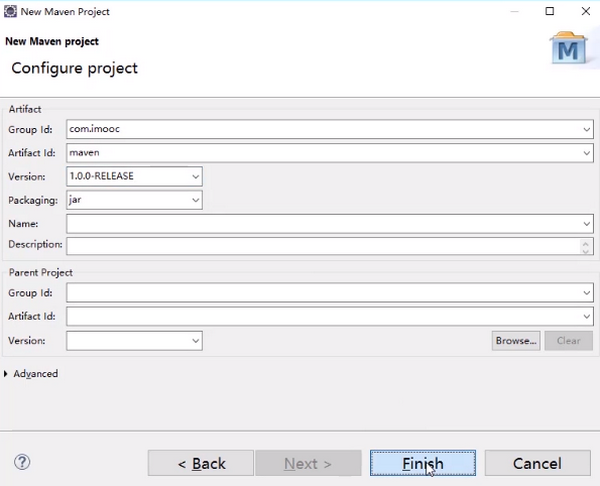 New Maven Project
New Maven project
Configure project
M
Artifact
Group Id: com.imooc
Artifact Id: maven
Version: 1.0.0-RELEASE
Packaging: jar
Name:
Description:
Parent Project
Group Id:
Artifact Id:
Version: Browse... Clear
Advanced
? < Back Next > Finish Cancel